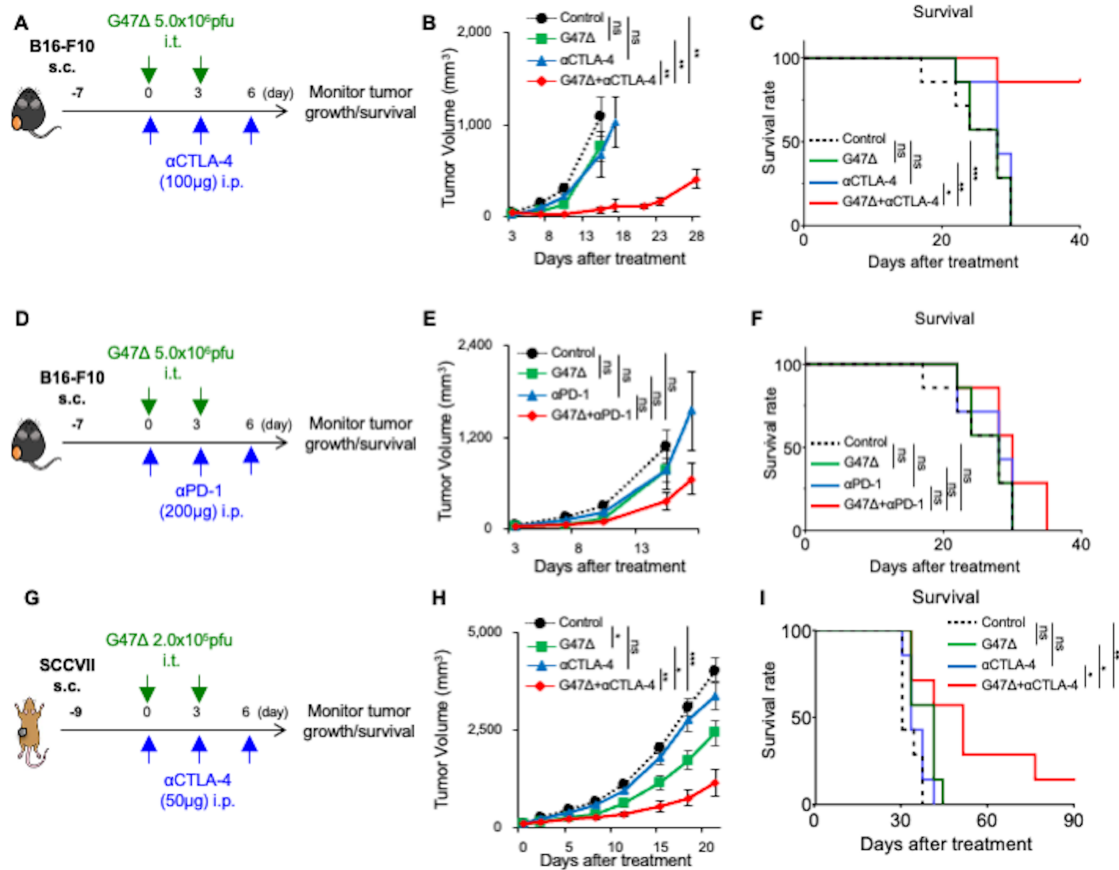 A
G47Δ 5.0x10⁶pfu
i.t.
B16-F10
s.c.
-7
0
3
6
(day)
Monitor tumor
growth/survival
αCTLA-4
(100µg) i.p.
B
Control
G47Δ
αCTLA-4
G47Δ+αCTLA-4
ns
ns
**
**
**
Tumor Volume (mm³)
2,000
1,000
0
3
8
13
18
23
28
Days after treatment
C
Survival
Survival rate
100
50
0
Control
G47Δ
αCTLA-4
G47Δ+αCTLA-4
ns
ns
*
**
***
0
20
40
Days after treatment
D
G47Δ 5.0x10⁶pfu
i.t.
B16-F10
s.c.
-7
0
3
6
(day)
Monitor tumor
growth/survival
αPD-1
(200µg) i.p.
E
Control
G47Δ
αPD-1
G47Δ+αPD-1
ns
ns
ns
ns
ns
Tumor Volume (mm³)
2,400
1,200
0
3
8
13
Days after treatment
F
Survival
Survival rate
100
50
0
Control
G47Δ
αPD-1
G47Δ+αPD-1
ns
ns
ns
ns
ns
0
20
40
Days after treatment
G
SCCVII
s.c.
i.t.
-9
0
3
6
(day)
Monitor tumor
growth/survival
αCTLA-4
(50µg) i.p.
H
Control
G47Δ
αCTLA-4
G47Δ+αCTLA-4
*
ns
**
*
***
Tumor Volume (mm³)
5,000
2,500
0
0
5
10
15
20
Days after treatment
I
Survival
Survival rate
100
50
0
Control
G47Δ
αCTLA-4
G47Δ+αCTLA-4
ns
ns
*
*
0
30
60
90
Days after treatment